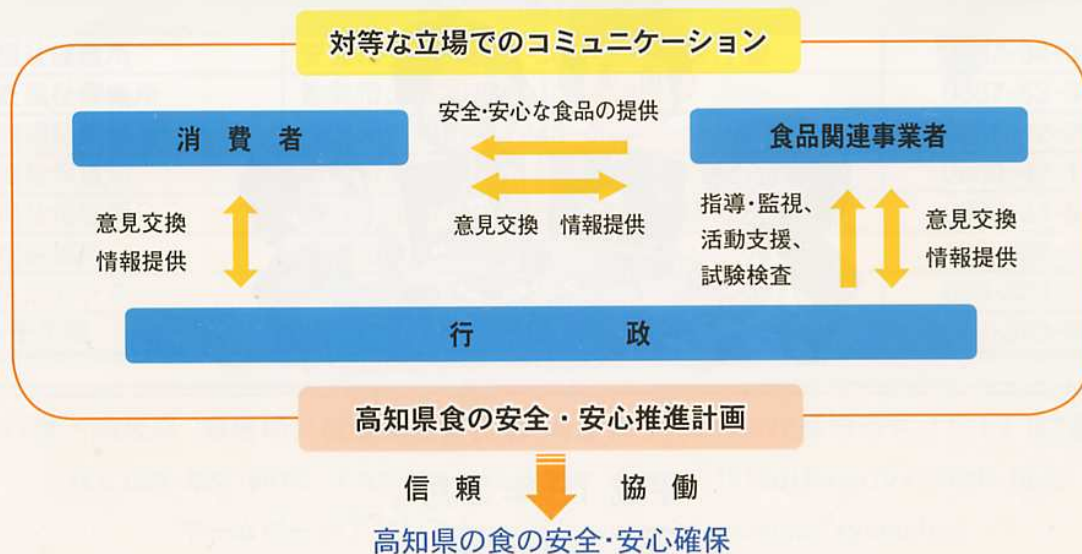 対等な立場でのコミュニケーション
安全・安心な食品の提供
消費者
食品関連事業者
意見交換
情報提供
意見交換 情報提供
指導・監視、
活動支援、
試験検査
意見交換
情報提供
行政
高知県食の安全・安心推進計画
信頼 協働
高知県の食の安全・安心確保